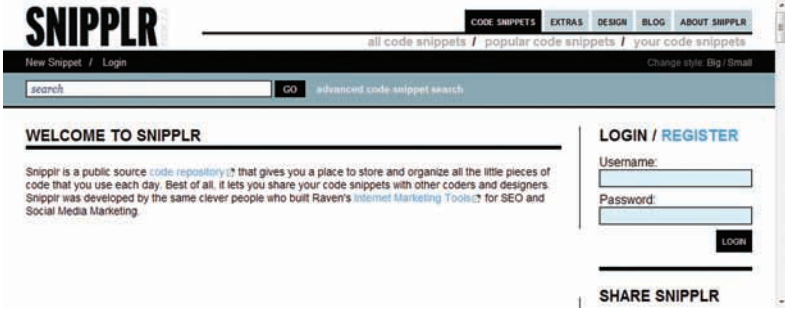 SNIPPLR
CODE SNIPPETS EXTRAS DESIGN BLOG ABOUT SNIPPLR
all code snippets / popular code snippets / your code snippets
New Snippet / Login
Change style: Big / Small
search GO advanced code snippet search
WELCOME TO SNIPPLR
Snipplr is a public source code repository that gives you a place to store and organize all the little pieces of
code that you use each day. Best of all, it lets you share your code snippets with other coders and designers.
Snipplr was developed by the same clever people who built Raven's Internet Marketing Tools for SEO and
Social Media Marketing.
LOGIN / REGISTER
Username:
Password:
LOGIN
SHARE SNIPPLR